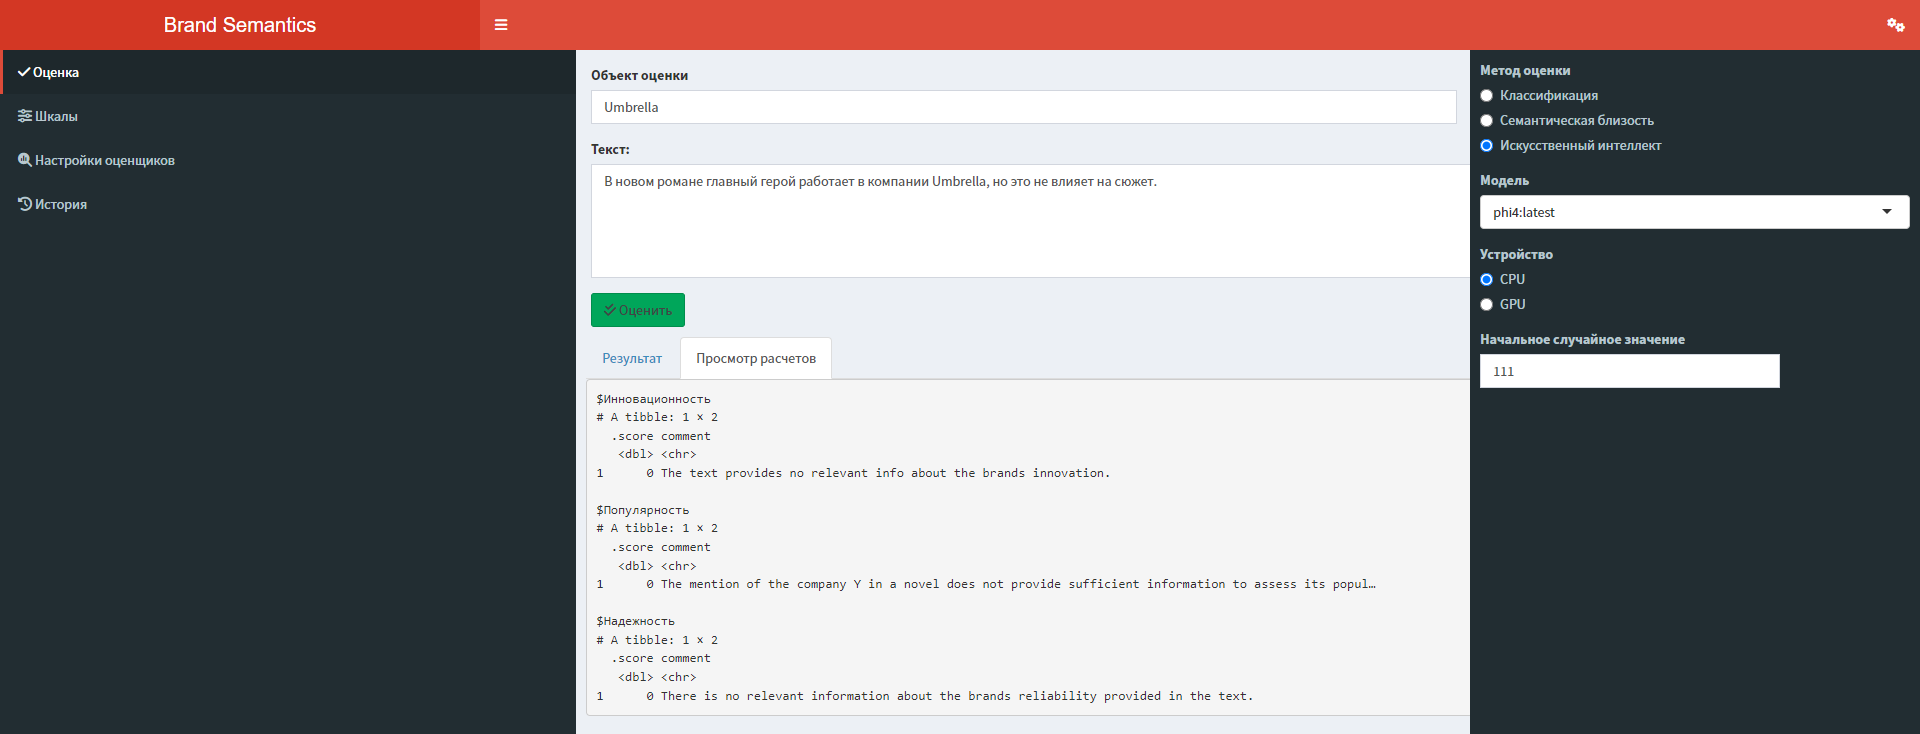 Brand Semantics
Оценка
Шкалы
Настройки оценщиков
История
Объект оценки
Umbrella
Текст:
В новом романе главный герой работает в компании Umbrella, но это не влияет на сюжет.
Оценить
Результат
Просмотр расчетов
$Инновационность
# A tibble: 1 × 2
.score comment
<dbl> <chr>
1 0 The text provides no relevant info about the brands innovation.
$Популярность
# A tibble: 1 × 2
.score comment
<dbl> <chr>
1 0 The mention of the company Y in a novel does not provide sufficient information to assess its popul…
$Надежность
# A tibble: 1 × 2
.score comment
<dbl> <chr>
1 0 There is no relevant information about the brands reliability provided in the text.
Метод оценки
Классификация
Семантическая близость
Искусственный интеллект
Модель
phi4:latest
Устройство
CPU
GPU
Начальное случайное значение
111